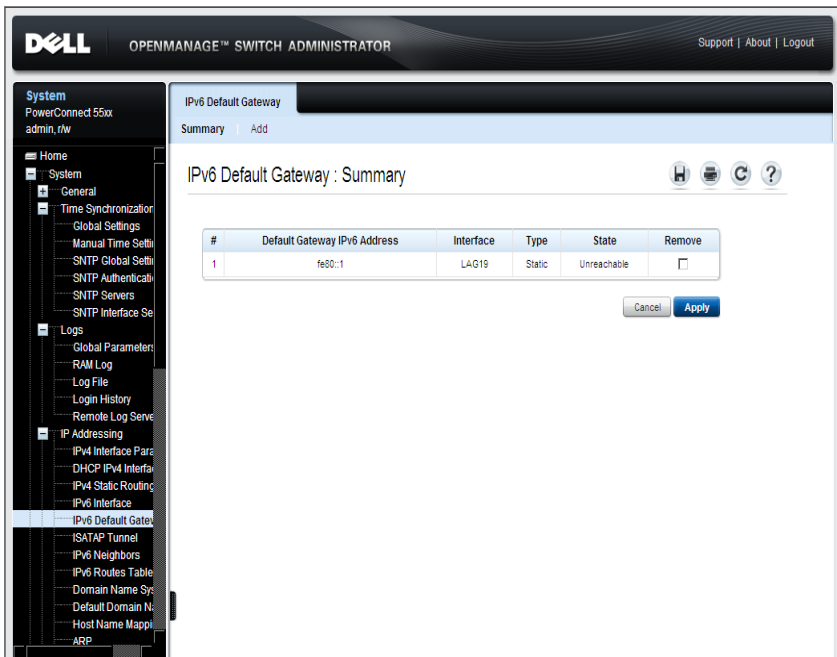 DELL
OPENMANAGE™ SWITCH ADMINISTRATOR
Support | About | Logout
System
PowerConnect 55xx
admin, r/w
Home
System
General
Time Synchronization
Global Settings
Manual Time Settin
SNTP Global Settin
SNTP Authenticati
SNTP Servers
SNTP Interface Se
Logs
Global Parameters
RAM Log
Log File
Login History
Remote Log Serve
IP Addressing
IPv4 Interface Para
DHCP IPv4 Interfac
IPv4 Static Routing
IPv6 Interface
IPv6 Default Gatew
ISATAP Tunnel
IPv6 Neighbors
IPv6 Routes Table
Domain Name Sys
Default Domain Na
Host Name Mappi
ARP
IPv6 Default Gateway
Summary Add
IPv6 Default Gateway : Summary
# Default Gateway IPv6 Address Interface Type State Remove
1 fe80::1 LAG19 Static Unreachable
Cancel Apply